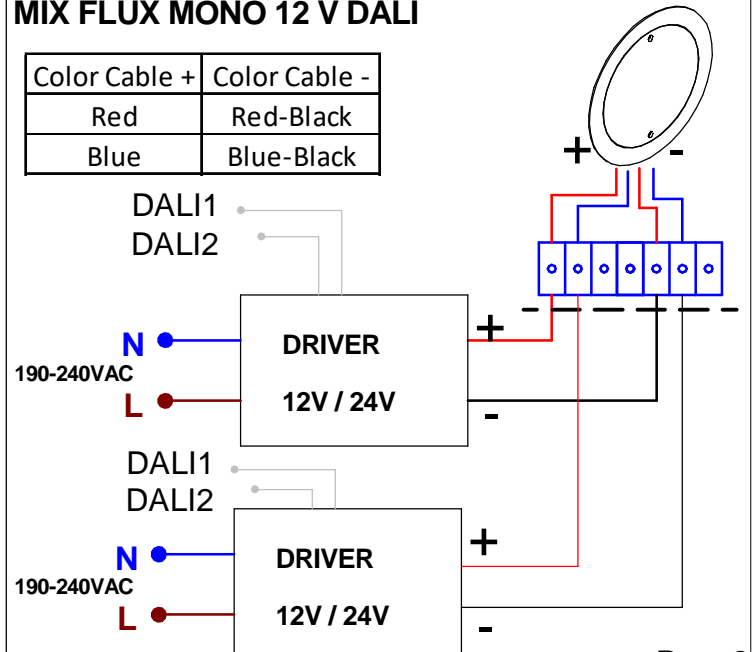 MIX FLUX MONO 12 V DALI
Color Cable + Color Cable -
Red Red-Black
Blue Blue-Black
+ -
DALI1
DALI2
+
N DRIVER
190-240VAC
L 12V / 24V
-
DALI1
DALI2
+
N DRIVER
190-240VAC
L 12V / 24V
-